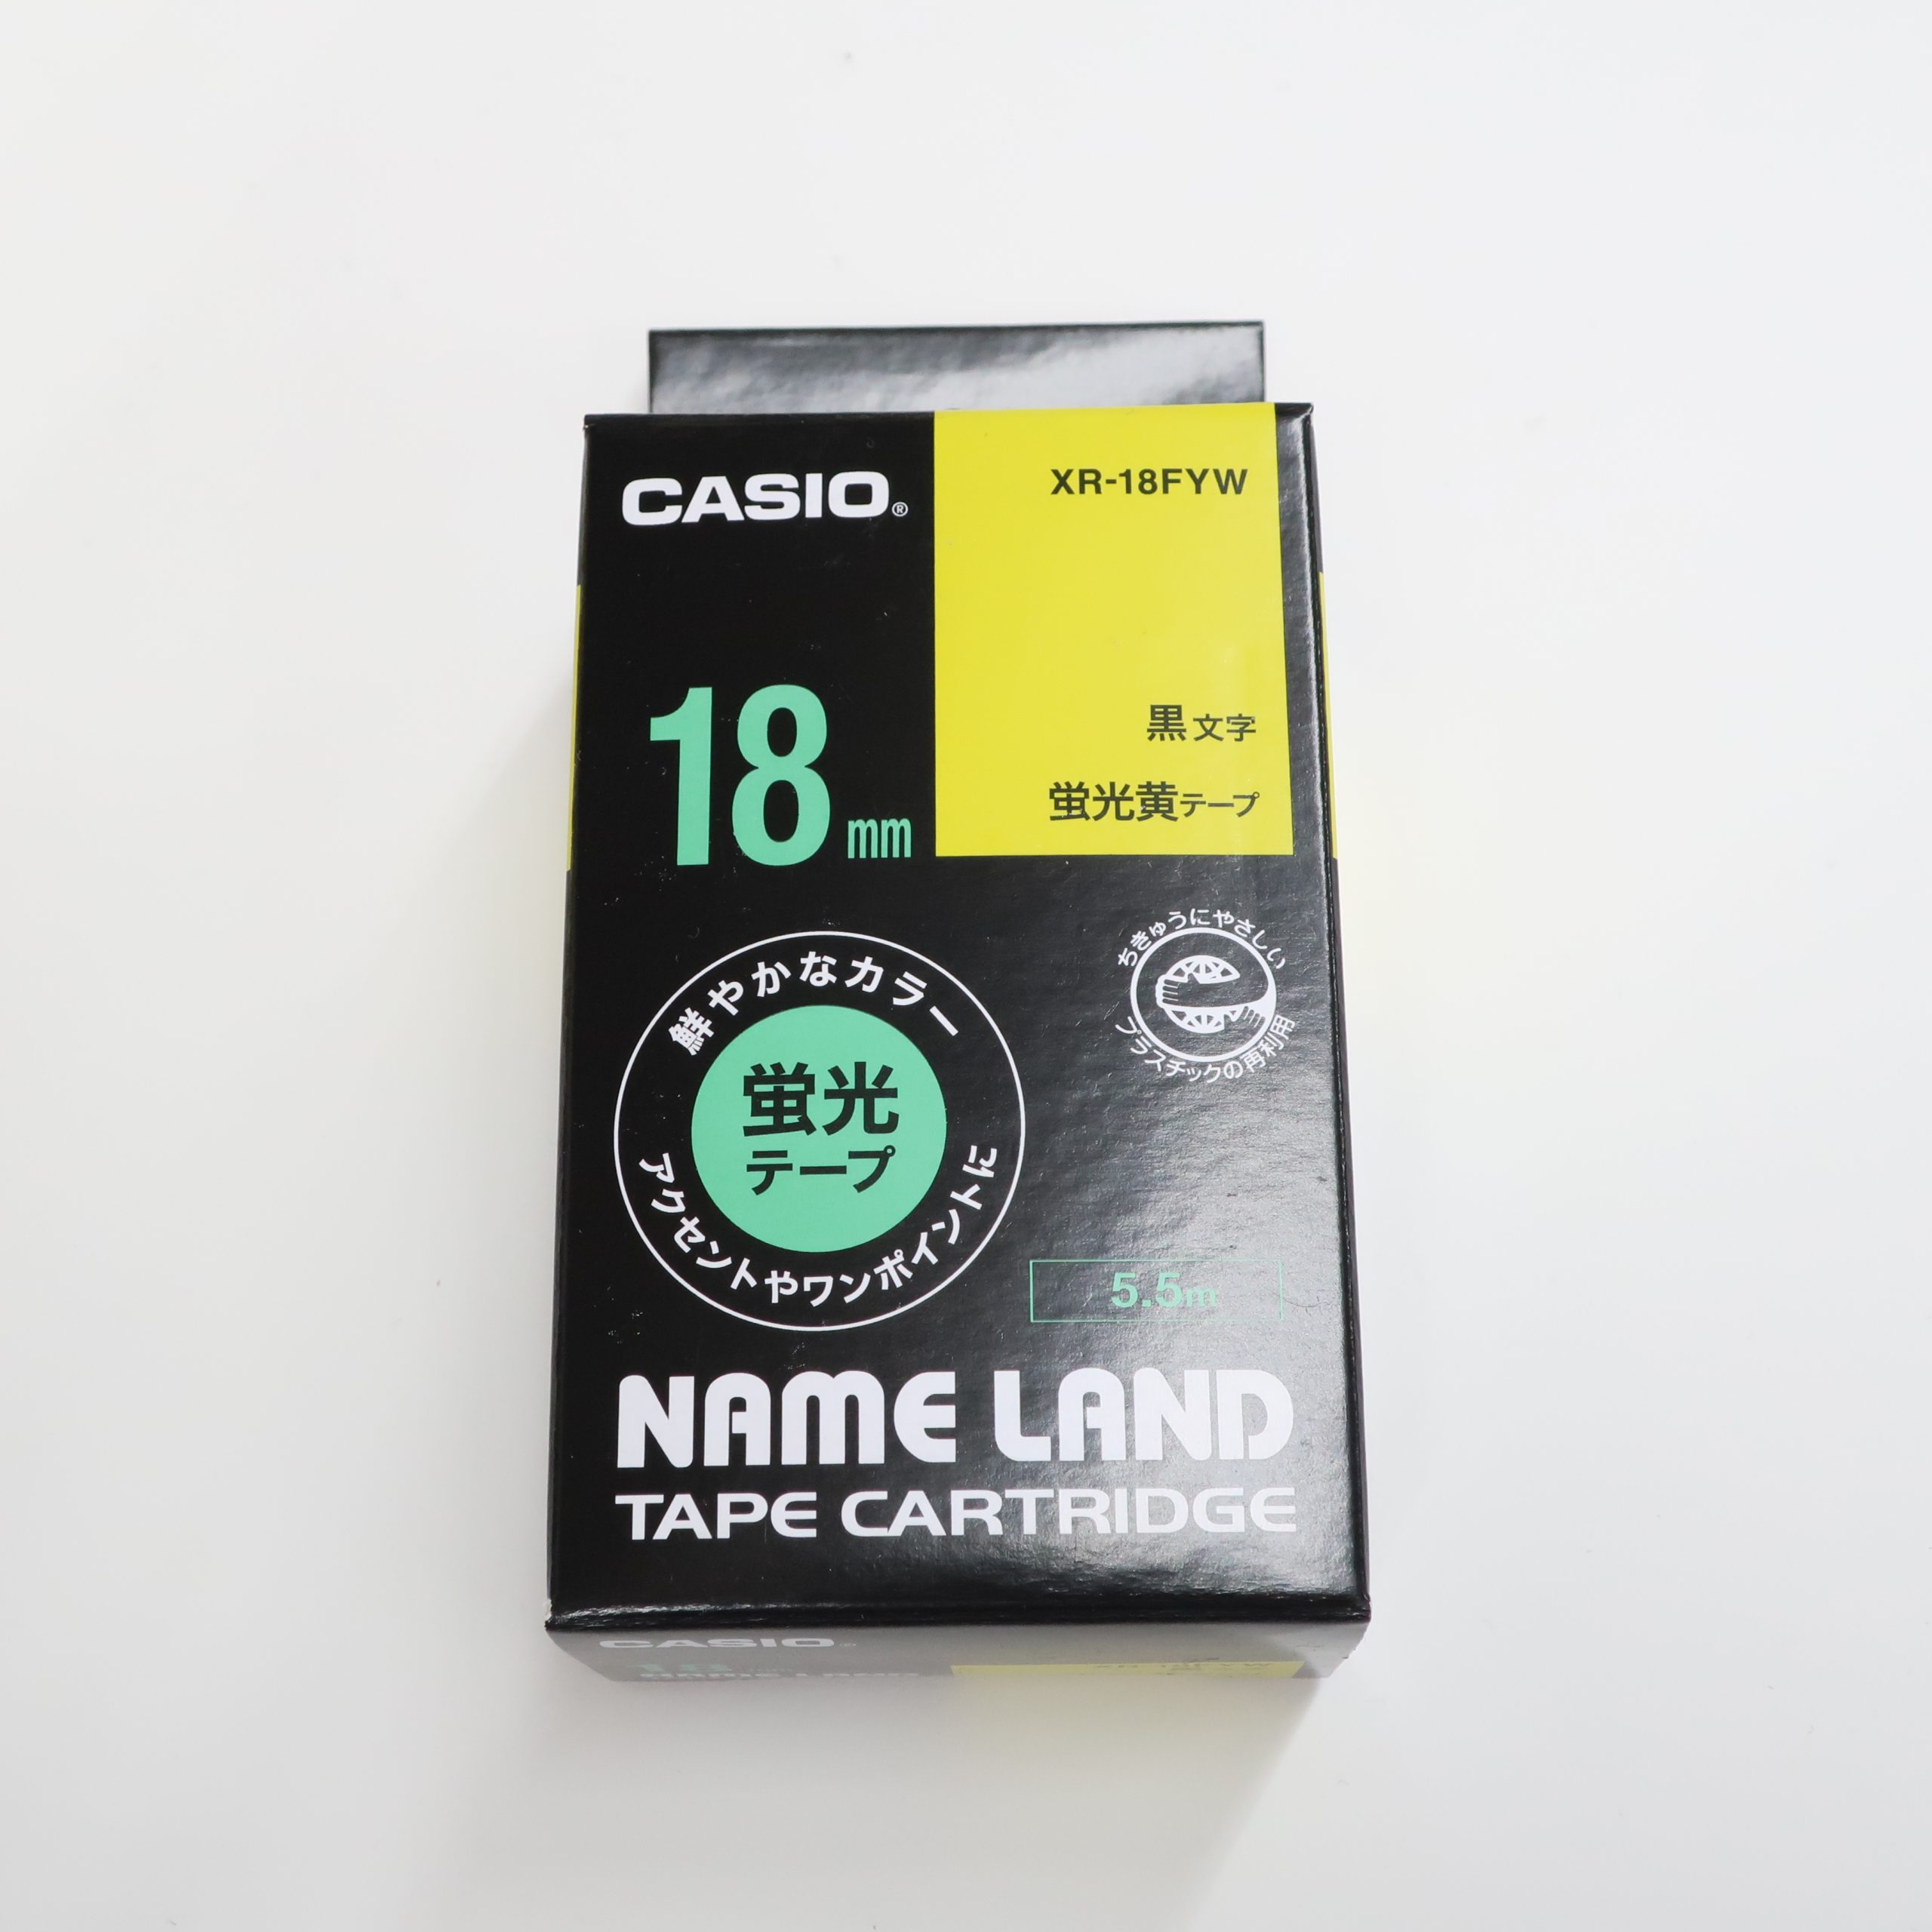 CASIO®
XR-18FYW
18mm
黒文字
蛍光黄テープ
鮮やかなカラー
蛍光
テープ
アクセントやワンポイントに
ちきゅうにやさしい
プラスチックの再利用
5.5m
NAME LAND
TAPE CARTRIDGE
CASIO®